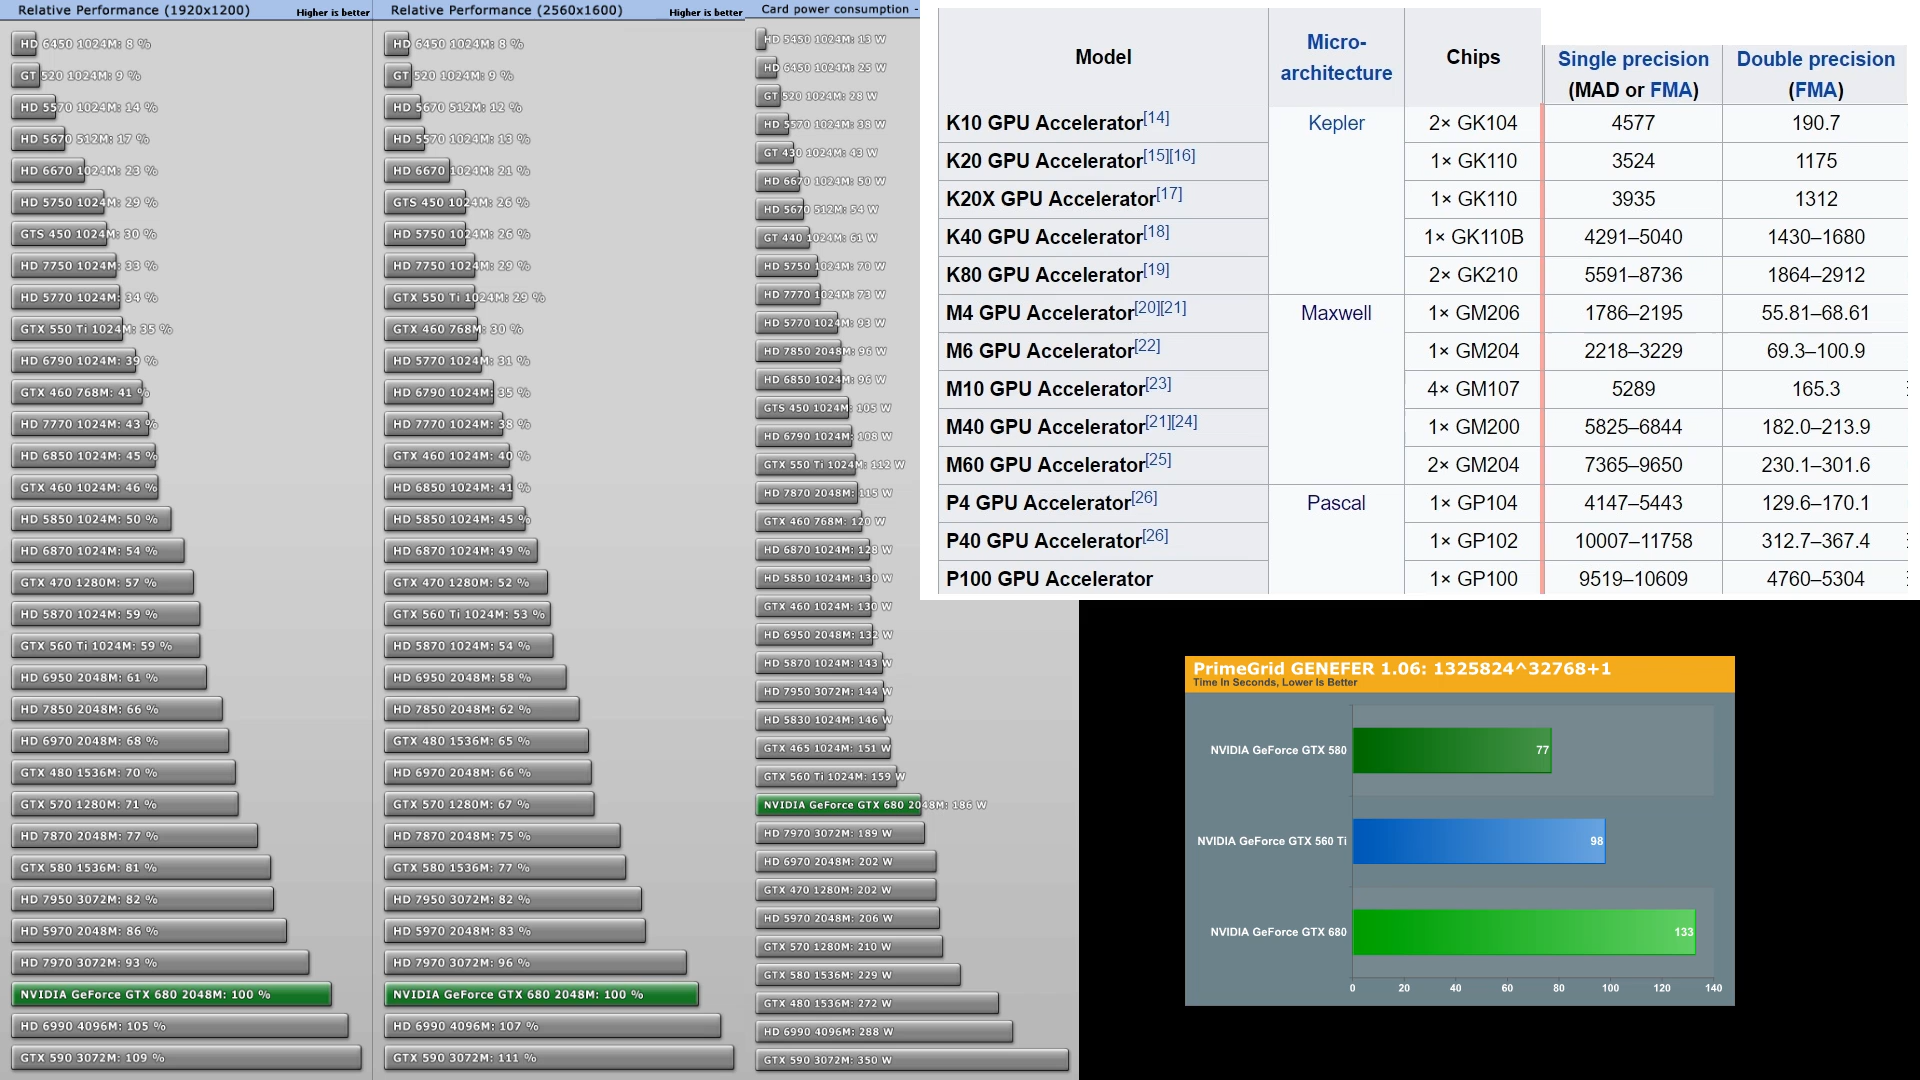 Relative Performance (1920x1200) Higher is better
HD 6450 1024M: 8 %
GT 520 1024M: 9 %
HD 5570 1024M: 14 %
HD 5670 512M: 17 %
HD 6670 1024M: 23 %
HD 5750 1024M: 29 %
GTS 450 1024M: 30 %
HD 7750 1024M: 33 %
HD 5770 1024M: 34 %
GTX 550 Ti 1024M: 35 %
HD 6790 1024M: 39 %
GTX 460 768M: 41 %
HD 7770 1024M: 43 %
HD 6850 1024M: 45 %
GTX 460 1024M: 46 %
HD 5850 1024M: 50 %
HD 6870 1024M: 54 %
GTX 470 1280M: 57 %
HD 5870 1024M: 59 %
GTX 560 Ti 1024M: 59 %
HD 6950 2048M: 61 %
HD 7850 2048M: 66 %
HD 6970 2048M: 68 %
GTX 480 1536M: 70 %
GTX 570 1280M: 71 %
HD 7870 2048M: 77 %
GTX 580 1536M: 81 %
HD 7950 3072M: 82 %
HD 5970 2048M: 86 %
HD 7970 3072M: 93 %
NVIDIA GeForce GTX 680 2048M: 100 %
HD 6990 4096M: 105 %
GTX 590 3072M: 109 %
Relative Performance (2560x1600) Higher is better
HD 6450 1024M: 8 %
GT 520 1024M: 9 %
HD 5670 512M: 12 %
HD 5570 1024M: 13 %
HD 6670 1024M: 21 %
GTS 450 1024M: 26 %
HD 5750 1024M: 26 %
HD 7750 1024M: 29 %
GTX 550 Ti 1024M: 29 %
GTX 460 768M: 30 %
HD 5770 1024M: 31 %
HD 6790 1024M: 35 %
HD 7770 1024M: 38 %
GTX 460 1024M: 40 %
HD 6850 1024M: 41 %
HD 5850 1024M: 45 %
HD 6870 1024M: 49 %
GTX 470 1280M: 52 %
GTX 560 Ti 1024M: 53 %
HD 5870 1024M: 54 %
HD 6950 2048M: 58 %
HD 7850 2048M: 62 %
GTX 480 1536M: 65 %
HD 6970 2048M: 66 %
GTX 570 1280M: 67 %
HD 7870 2048M: 75 %
GTX 580 1536M: 77 %
HD 7950 3072M: 82 %
HD 5970 2048M: 83 %
HD 7970 3072M: 96 %
NVIDIA GeForce GTX 680 2048M: 100 %
HD 6990 4096M: 107 %
GTX 590 3072M: 111 %
Card power consumption -
HD 5450 1024M: 13 W
HD 6450 1024M: 25 W
GT 520 1024M: 28 W
HD 5570 1024M: 38 W
GT 430 1024M: 43 W
HD 6670 1024M: 50 W
HD 5670 512M: 54 W
GT 440 1024M: 61 W
HD 5750 1024M: 70 W
HD 7770 1024M: 73 W
HD 5770 1024M: 93 W
HD 7850 2048M: 96 W
HD 6850 1024M: 96 W
GTS 450 1024M: 105 W
HD 6790 1024M: 108 W
GTX 550 Ti 1024M: 112 W
HD 7870 2048M: 115 W
GTX 460 768M: 120 W
HD 6870 1024M: 128 W
HD 5850 1024M: 130 W
GTX 460 1024M: 130 W
HD 6950 2048M: 132 W
HD 5870 1024M: 143 W
HD 7950 3072M: 144 W
HD 5830 1024M: 146 W
GTX 465 1024M: 151 W
GTX 560 Ti 1024M: 159 W
NVIDIA GeForce GTX 680 2048M: 186 W
HD 7970 3072M: 189 W
HD 6970 2048M: 202 W
GTX 470 1280M: 202 W
HD 5970 2048M: 206 W
GTX 570 1280M: 210 W
GTX 580 1536M: 229 W
GTX 480 1536M: 272 W
HD 6990 4096M: 288 W
GTX 590 3072M: 350 W
Model Micro-architecture Chips Single precision (MAD or FMA) Double precision (FMA)
K10 GPU Accelerator[14] Kepler 2× GK104 4577 190.7
K20 GPU Accelerator[15][16] 1× GK110 3524 1175
K20X GPU Accelerator[17] 1× GK110 3935 1312
K40 GPU Accelerator[18] 1× GK110B 4291–5040 1430–1680
K80 GPU Accelerator[19] 2× GK210 5591–8736 1864–2912
M4 GPU Accelerator[20][21] Maxwell 1× GM206 1786–2195 55.81–68.61
M6 GPU Accelerator[22] 1× GM204 2218–3229 69.3–100.9
M10 GPU Accelerator[23] 4× GM107 5289 165.3
M40 GPU Accelerator[21][24] 1× GM200 5825–6844 182.0–213.9
M60 GPU Accelerator[25] 2× GM204 7365–9650 230.1–301.6
P4 GPU Accelerator[26] Pascal 1× GP104 4147–5443 129.6–170.1
P40 GPU Accelerator[26] 1× GP102 10007–11758 312.7–367.4
P100 GPU Accelerator 1× GP100 9519–10609 4760–5304
PrimeGrid GENEFER 1.06: 1325824^32768+1
Time In Seconds, Lower Is Better
NVIDIA GeForce GTX 580 77
NVIDIA GeForce GTX 560 Ti 98
NVIDIA GeForce GTX 680 133
0 20 40 60 80 100 120 140